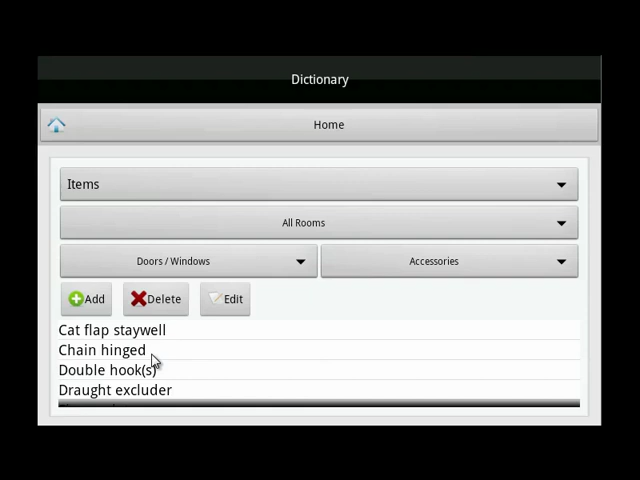 Dictionary
Home
Items
All Rooms
Doors / Windows
Accessories
Add
Delete
Edit
Cat flap staywell
Chain hinged
Double hook(s)
Draught excluder